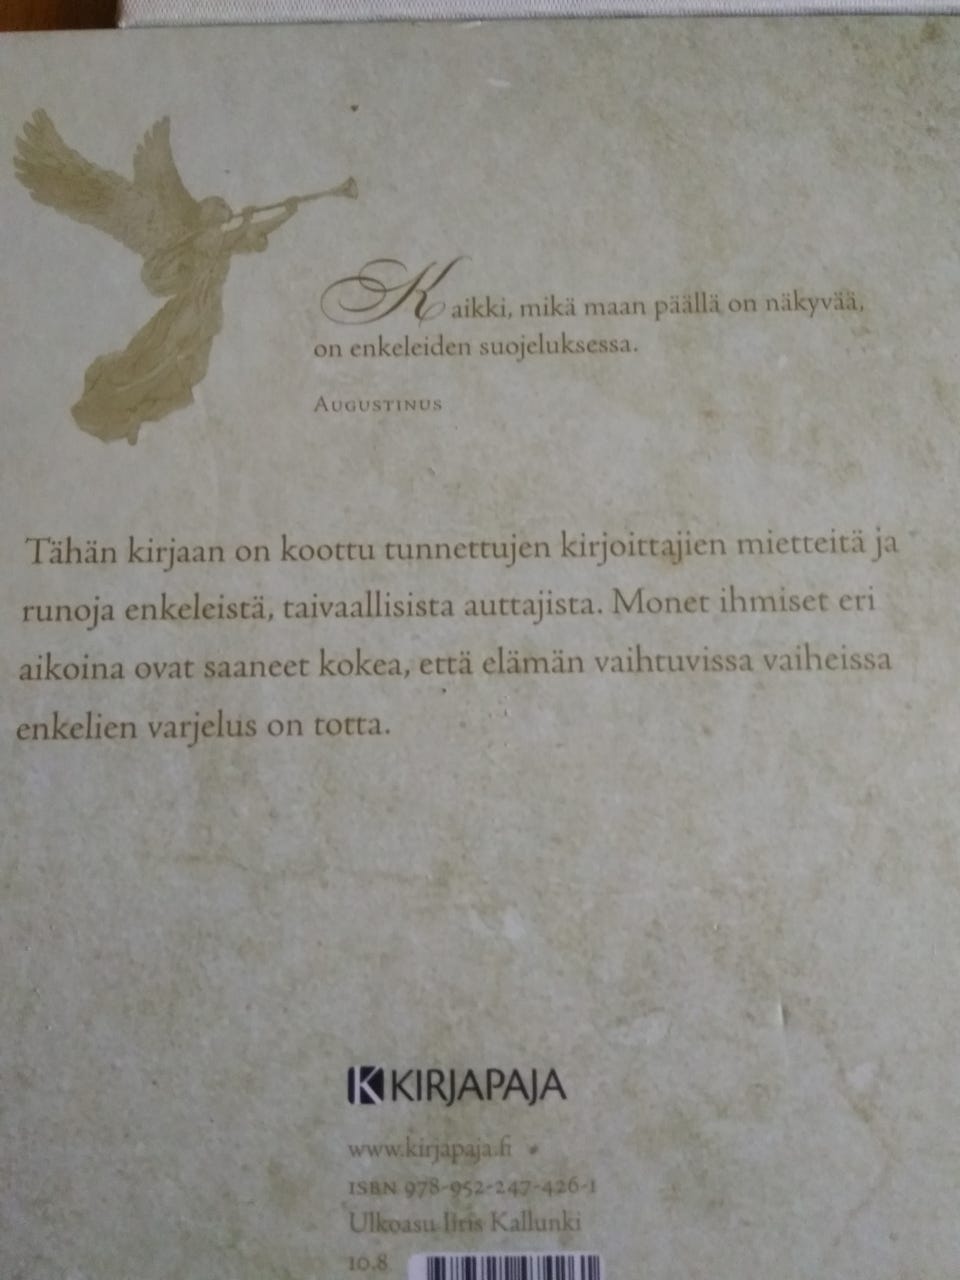 Kaikki, mikä maan päällä on näkyvää,
on enkeleiden suojeluksessa.
AUGUSTINUS
Tähän kirjaan on koottu tunnettujen kirjoittajien mietteitä ja
runoja enkeleistä, taivaallisista auttajista. Monet ihmiset eri
aikoina ovat saaneet kokea, että elämän vaihtuvissa vaiheissa
enkelien varjelus on totta.
K KIRJAPAJA
www.kirjapaja.fi
ISBN 978-952-247-426-1
Ulkoasu Iiris Kallunki
10.8